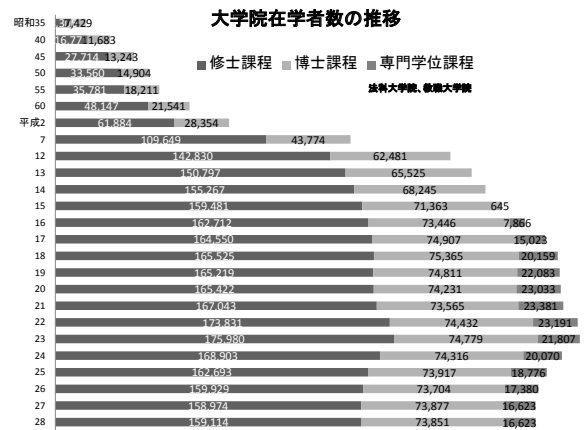 大学院在学者数の推移
修士課程 博士課程 専門学位課程
法科大学院、教職大学院
昭和35 7,429
40 16,77 11,683
45 27,714 13,243
50 33,560 14,904
55 35,781 18,211
60 48,147 21,541
平成2 61,884 28,354
7 109,649 43,774
12 142,830 62,481
13 150,797 65,525
14 155,267 68,245
15 159,481 71,363 645
16 162,712 73,446 7,866
17 164,550 74,907 15,023
18 165,525 75,365 20,159
19 165,219 74,811 22,083
20 165,422 74,231 23,033
21 167,043 73,565 23,381
22 173,831 74,432 23,191
23 175,980 74,779 21,807
24 168,903 74,316 20,070
25 162,693 73,917 18,776
26 159,929 73,704 17,380
27 158,974 73,877 16,623
28 159,114 73,851 16,623